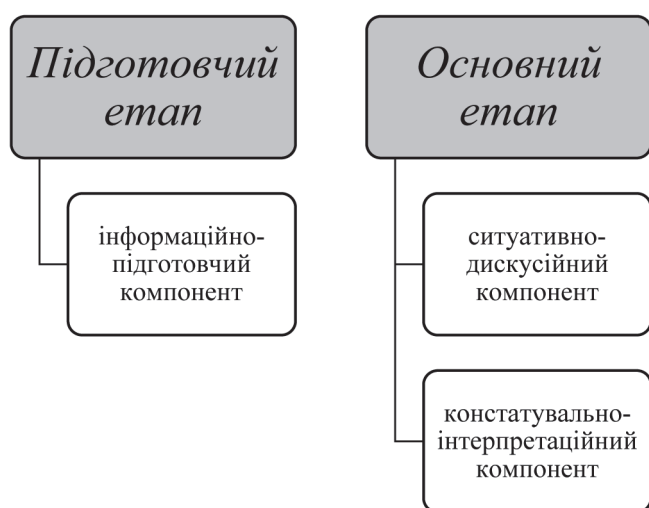 Підготовчий
етап
інформаційно-
підготовчий
компонент
Основний
етап
ситуативно-
дискусійний
компонент
констатувально-
інтерпретаційний
компонент